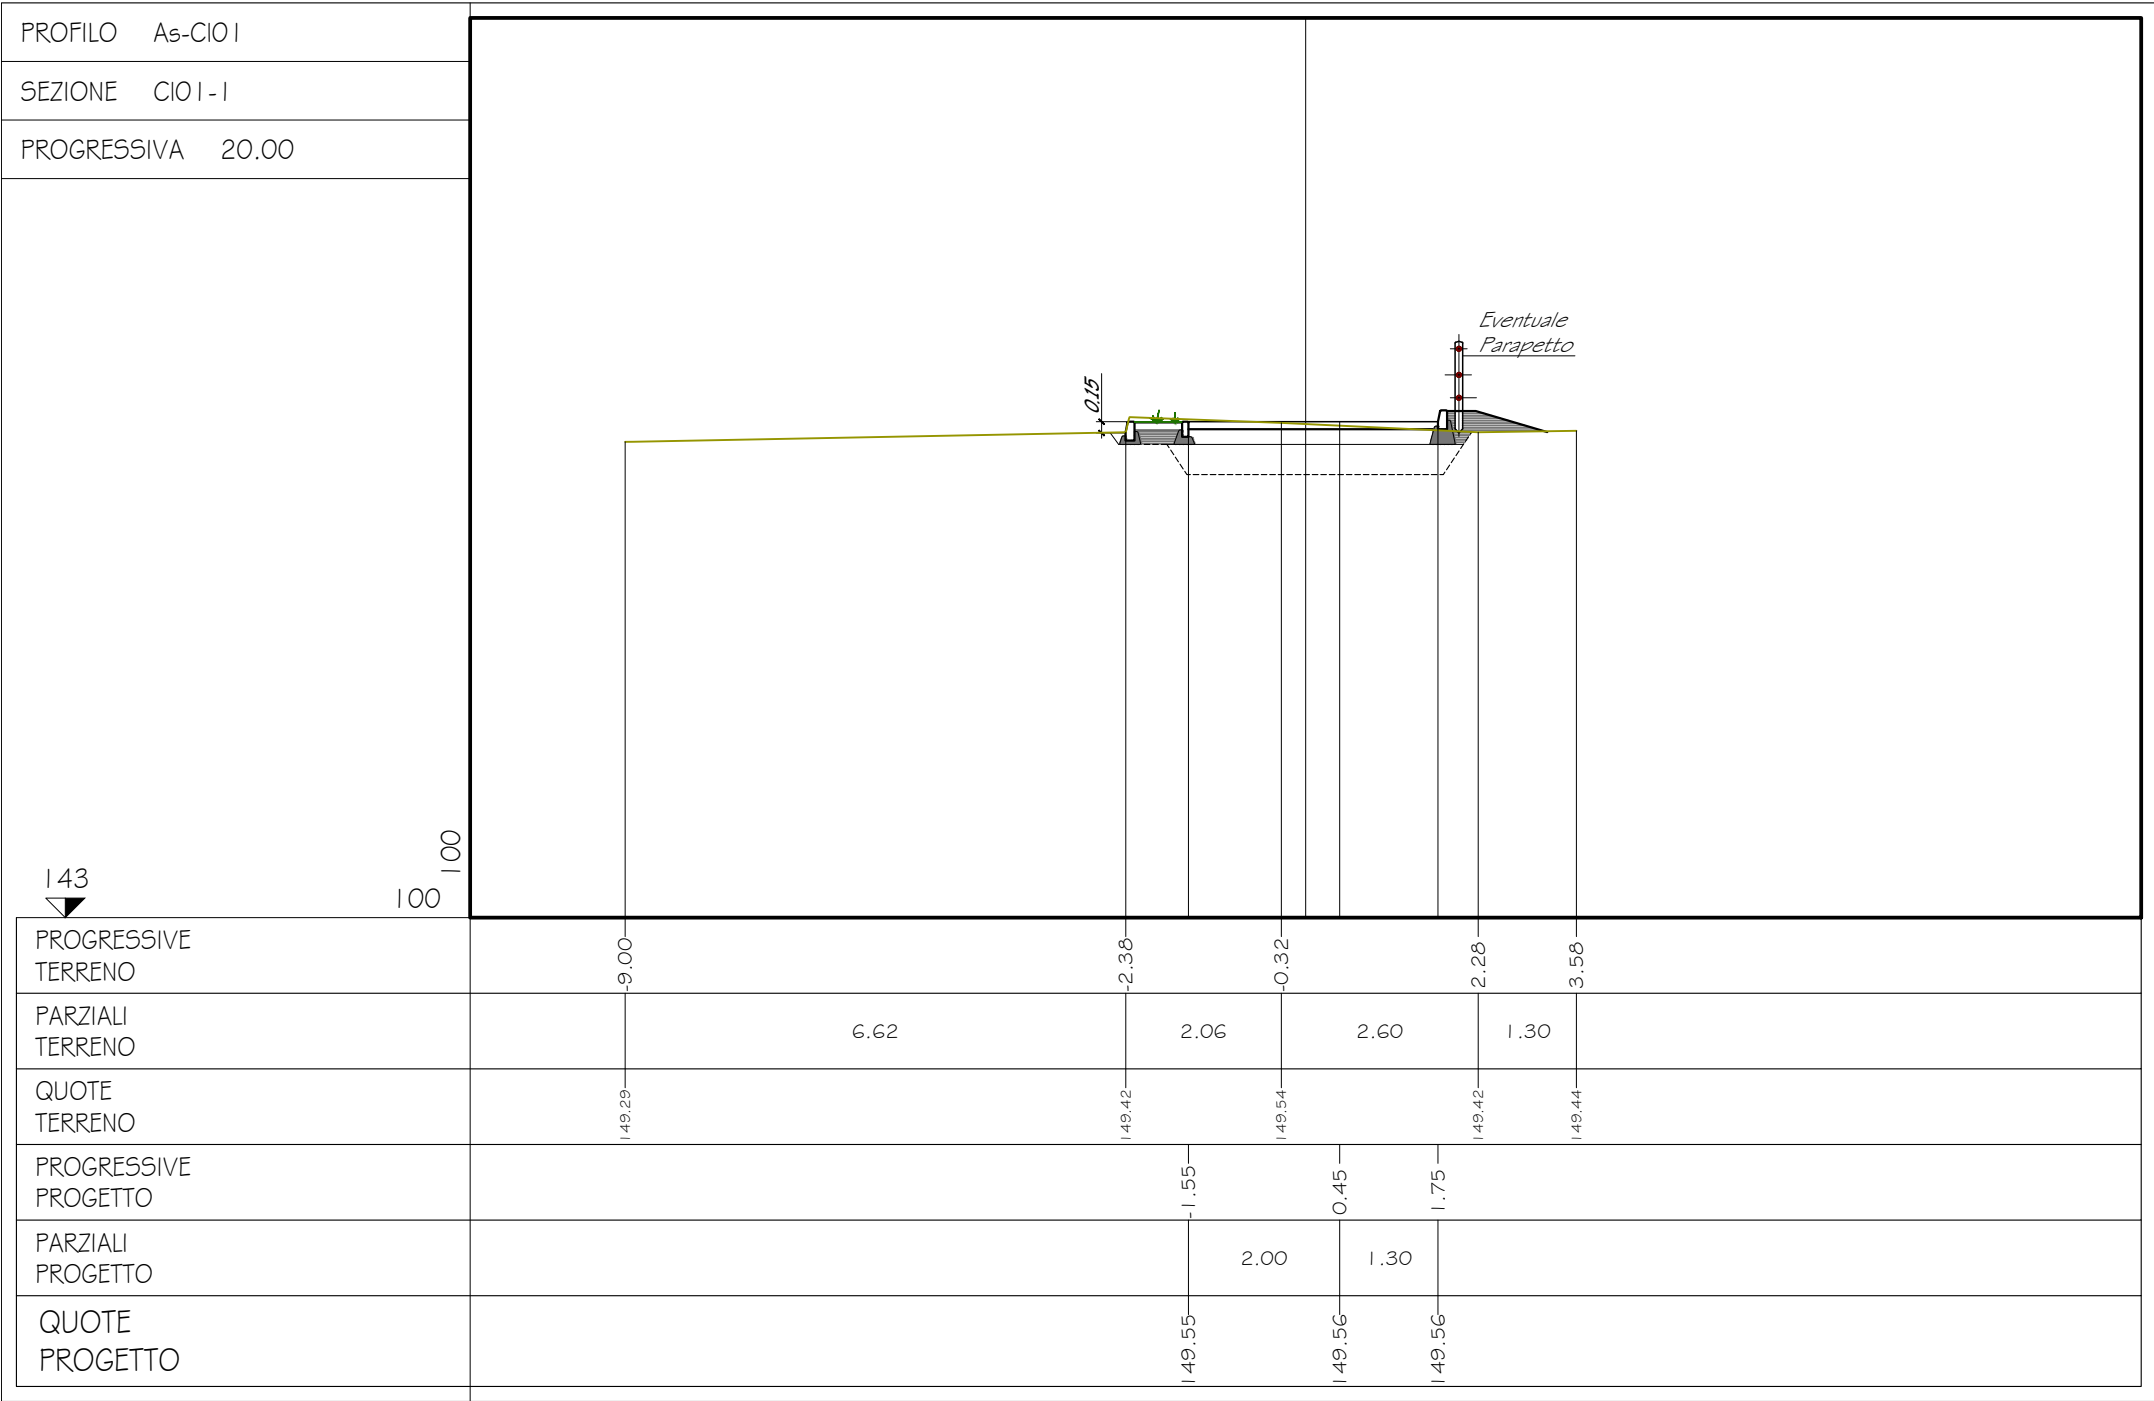 PROFILO As-CI01
SEZIONE CI01-1
PROGRESSIVA 20.00
Eventuale
Parapetto
0.15
100
143
100
PROGRESSIVE
TERRENO
-9.00
-2.38
-0.32
2.28
3.58
PARZIALI
TERRENO
6.62
2.06
2.60
1.30
QUOTE
TERRENO
149.29
149.42
149.54
149.42
149.44
PROGRESSIVE
PROGETTO
-1.55
0.45
1.75
PARZIALI
PROGETTO
2.00
1.30
QUOTE
PROGETTO
149.55
149.56
149.56